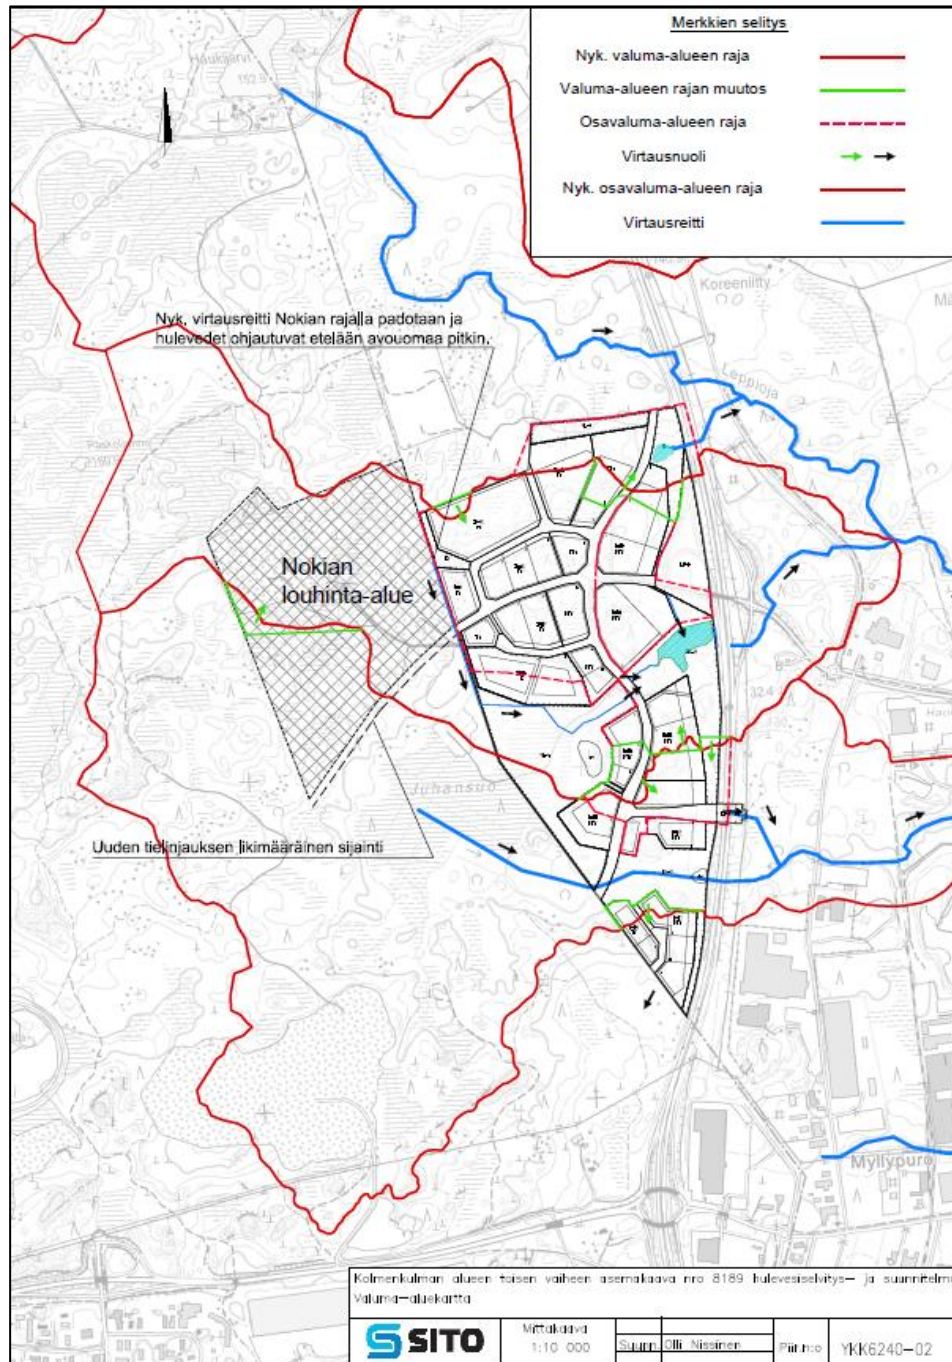 Merkkien selitys
Nyk. valuma-alueen raja
Valuma-alueen rajan muutos
Osavaluma-alueen raja
Virtausnuoli
Nyk. osavaluma-alueen raja
Virtausreitti
Haukijärvi
Koreeniitty
Nyk. virtausreitti Nokian rajalla padotaan ja
hulevedet ohjautuvat etelään avouomaa pitkin.
Leppioja
Nokian
louhinta-alue
Juhansuo
Uuden tielinjauksen likimääräinen sijainti
Myllypuro
Kolmenkulman alueen toisen vaiheen asemakaava nro 8189 hulevesiselvitys- ja suunnitelm
Valuma-aluekartta
SITO
Mittakaava
1:10 000
Suunn. Olli Nissinen
Piir.n:o
YKK6240-02